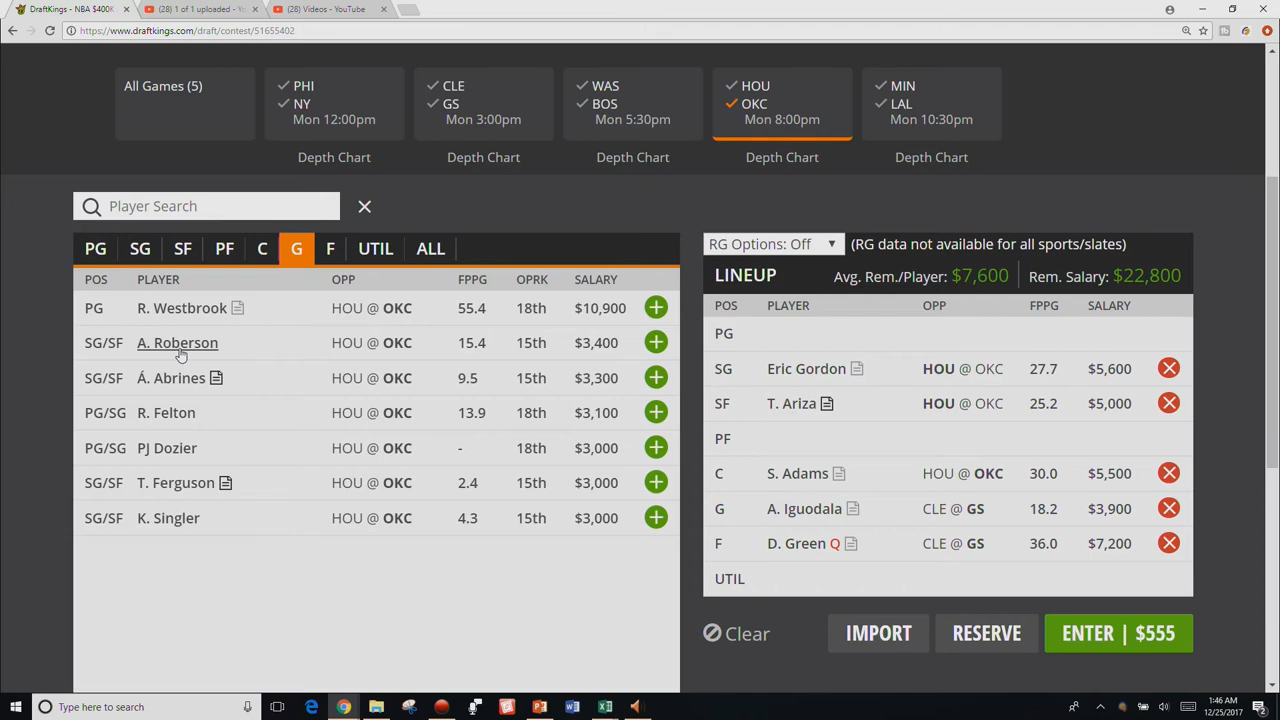 DraftKings - NBA $400K
(28) 1 of 1 uploaded - Yo
(28) Videos - YouTube
https://www.draftkings.com/draft/contest/51655402
All Games (5)
PHI
NY
Mon 12:00pm
CLE
GS
Mon 3:00pm
WAS
BOS
Mon 5:30pm
HOU
OKC
Mon 8:00pm
MIN
LAL
Mon 10:30pm
Depth Chart Depth Chart Depth Chart Depth Chart Depth Chart
Player Search
PG SG SF PF C G F UTIL ALL
POS PLAYER OPP FPPG OPRK SALARY
PG R. Westbrook HOU @ OKC 55.4 18th $10,900
SG/SF A. Roberson HOU @ OKC 15.4 15th $3,400
SG/SF Á. Abrines HOU @ OKC 9.5 15th $3,300
PG/SG R. Felton HOU @ OKC 13.9 18th $3,100
PG/SG PJ Dozier HOU @ OKC - 18th $3,000
SG/SF T. Ferguson HOU @ OKC 2.4 15th $3,000
SG/SF K. Singler HOU @ OKC 4.3 15th $3,000
RG Options: Off (RG data not available for all sports/slates)
LINEUP Avg. Rem./Player: $7,600 Rem. Salary: $22,800
POS PLAYER OPP FPPG SALARY
PG
SG Eric Gordon HOU @ OKC 27.7 $5,600
SF T. Ariza HOU @ OKC 25.2 $5,000
PF
C S. Adams HOU @ OKC 30.0 $5,500
G A. Iguodala CLE @ GS 18.2 $3,900
F D. Green Q CLE @ GS 36.0 $7,200
UTIL
Clear IMPORT RESERVE ENTER | $555
Type here to search
1:46 AM
12/25/2017